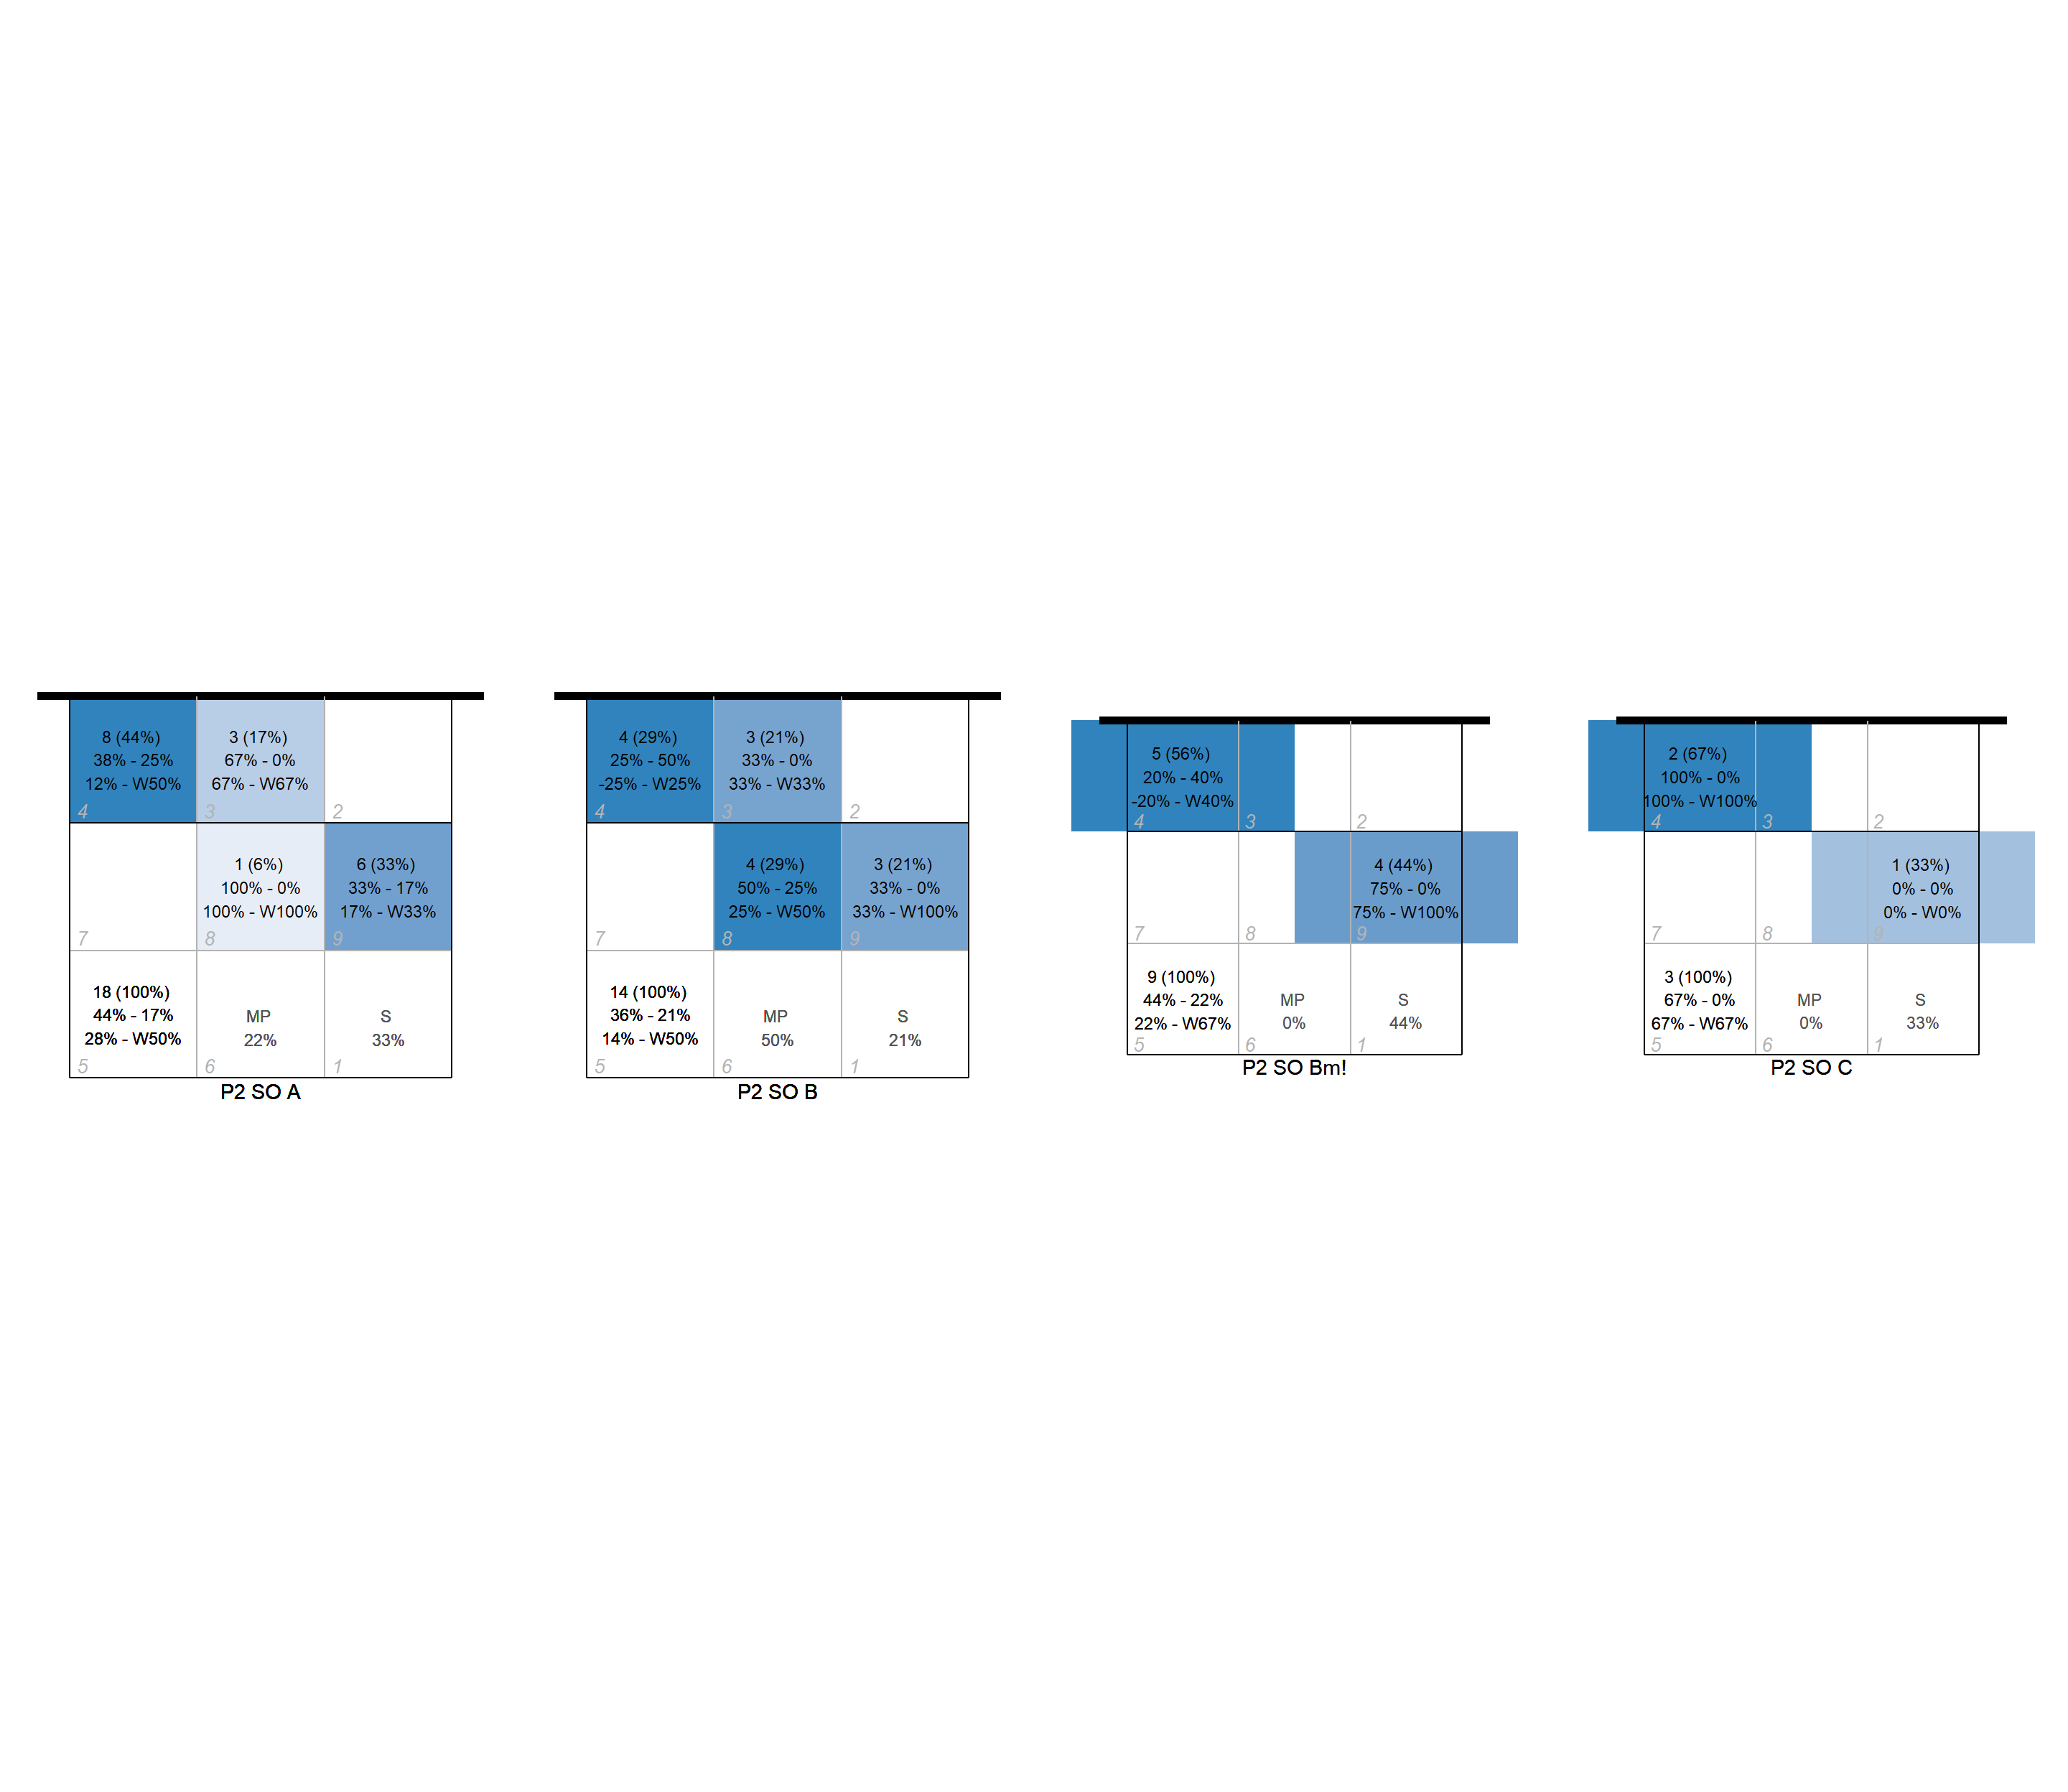 8 (44%)
38% - 25%
12% - W50%
4
3 (17%)
67% - 0%
67% - W67%
3
2
7
1 (6%)
100% - 0%
100% - W100%
8
6 (33%)
33% - 17%
17% - W33%
9
18 (100%)
44% - 17%
28% - W50%
5
MP
22%
6
S
33%
1
P2 SO A
4 (29%)
25% - 50%
-25% - W25%
4
3 (21%)
33% - 0%
33% - W33%
3
2
7
4 (29%)
50% - 25%
25% - W50%
8
3 (21%)
33% - 0%
33% - W100%
9
14 (100%)
36% - 21%
14% - W50%
5
MP
50%
6
S
21%
1
P2 SO B
5 (56%)
20% - 40%
-20% - W40%
4
3
2
7
8
4 (44%)
75% - 0%
75% - W100%
9
9 (100%)
44% - 22%
22% - W67%
5
MP
0%
6
S
44%
1
P2 SO Bm!
2 (67%)
100% - 0%
100% - W100%
4
3
2
7
8
1 (33%)
0% - 0%
0% - W0%
9
3 (100%)
67% - 0%
67% - W67%
5
MP
0%
6
S
33%
1
P2 SO C